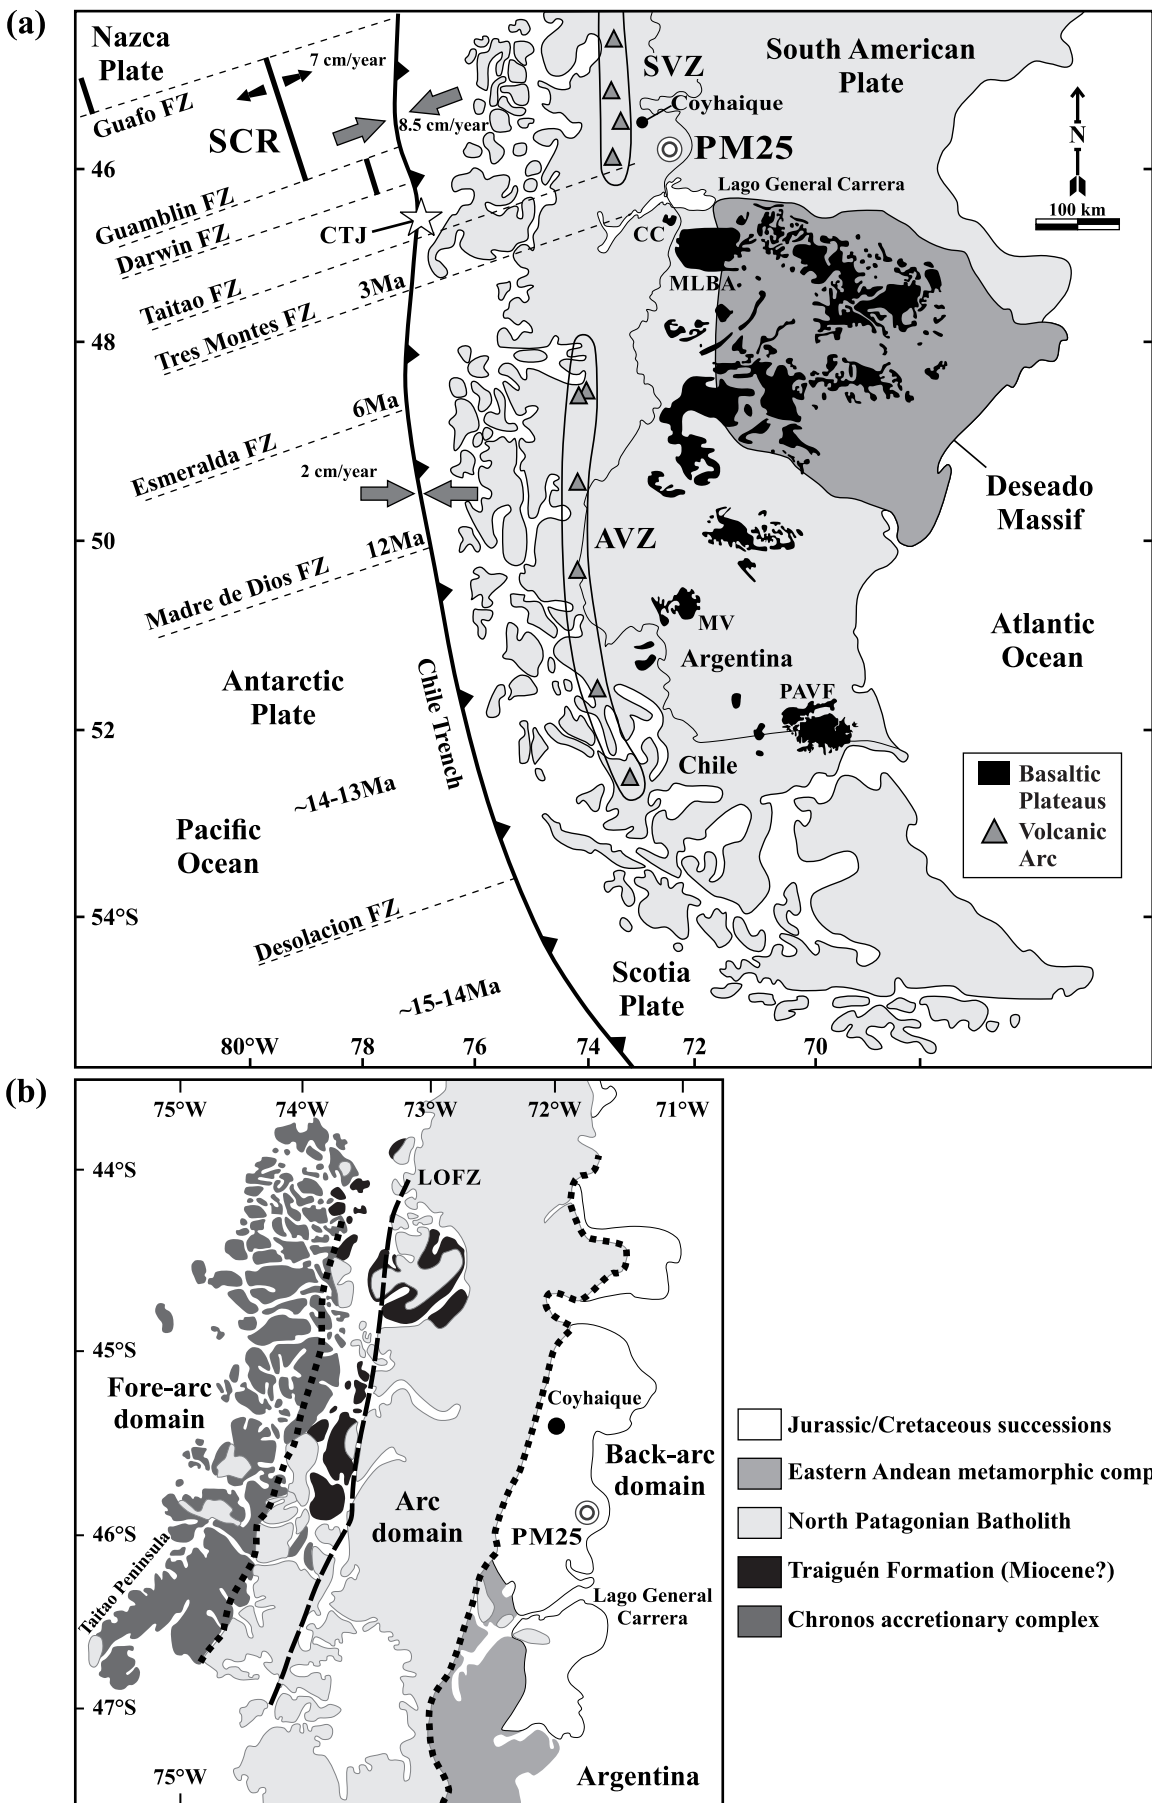 (a)
Nazca
Plate
7 cm/year
Guafo FZ
SCR
8.5 cm/year
SVZ
South American
Plate
Coyhaique
PM25
N
100 km
46
Guamblin FZ
Darwin FZ
CTJ
Lago General Carrera
CC
Taitao FZ
3Ma
MLBA
Tres Montes FZ
48
6Ma
Esmeralda FZ
2 cm/year
Deseado
Massif
50
12Ma
AVZ
Madre de Dios FZ
MV
Atlantic
Ocean
Argentina
Antarctic
Plate
Chile Trench
PAVF
52
Chile
Basaltic
Plateaus
Volcanic
Arc
~14-13Ma
Pacific
Ocean
54°S
Desolacion FZ
Scotia
Plate
~15-14Ma
80°W
78
76
74
72
70
(b)
75°W
74°W
73°W
72°W
71°W
44°S
LOFZ
45°S
Fore-arc
domain
Coyhaique
Back-arc
domain
Arc
domain
46°S
PM25
Taitao Peninsula
Lago General
Carrera
47°S
75°W
Argentina
Jurassic/Cretaceous successions
Eastern Andean metamorphic comp
North Patagonian Batholith
Traiguén Formation (Miocene?)
Chronos accretionary complex